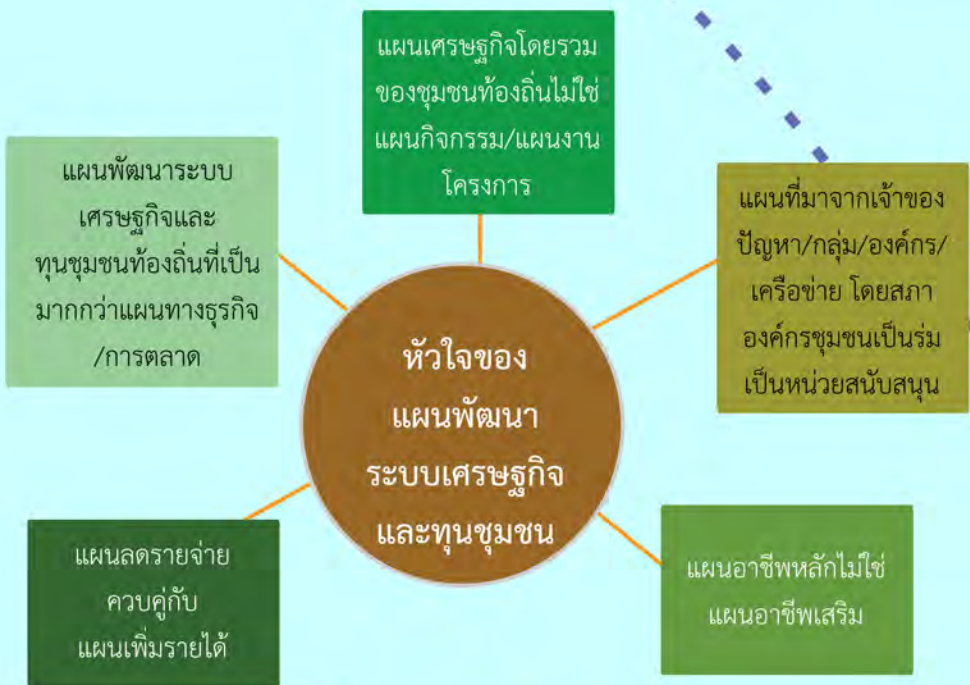 แผนเศรษฐกิจโดยรวม
ของชุมชนท้องถิ่นไม่ใช่
แผนกิจกรรม/แผนงาน
โครงการ
แผนพัฒนาระบบ
เศรษฐกิจและ
ทุนชุมชนท้องถิ่นที่เป็น
มากกว่าแผนทางธุรกิจ
/การตลาด
แผนที่มาจากเจ้าของ
ปัญหา/กลุ่ม/องค์กร/
เครือข่าย โดยสภา
องค์กรชุมชนเป็นร่ม
เป็นหน่วยสนับสนุน
หัวใจของ
แผนพัฒนา
ระบบเศรษฐกิจ
และทุนชุมชน
แผนลดรายจ่าย
ควบคู่กับ
แผนเพิ่มรายได้
แผนอาชีพหลักไม่ใช่
แผนอาชีพเสริม